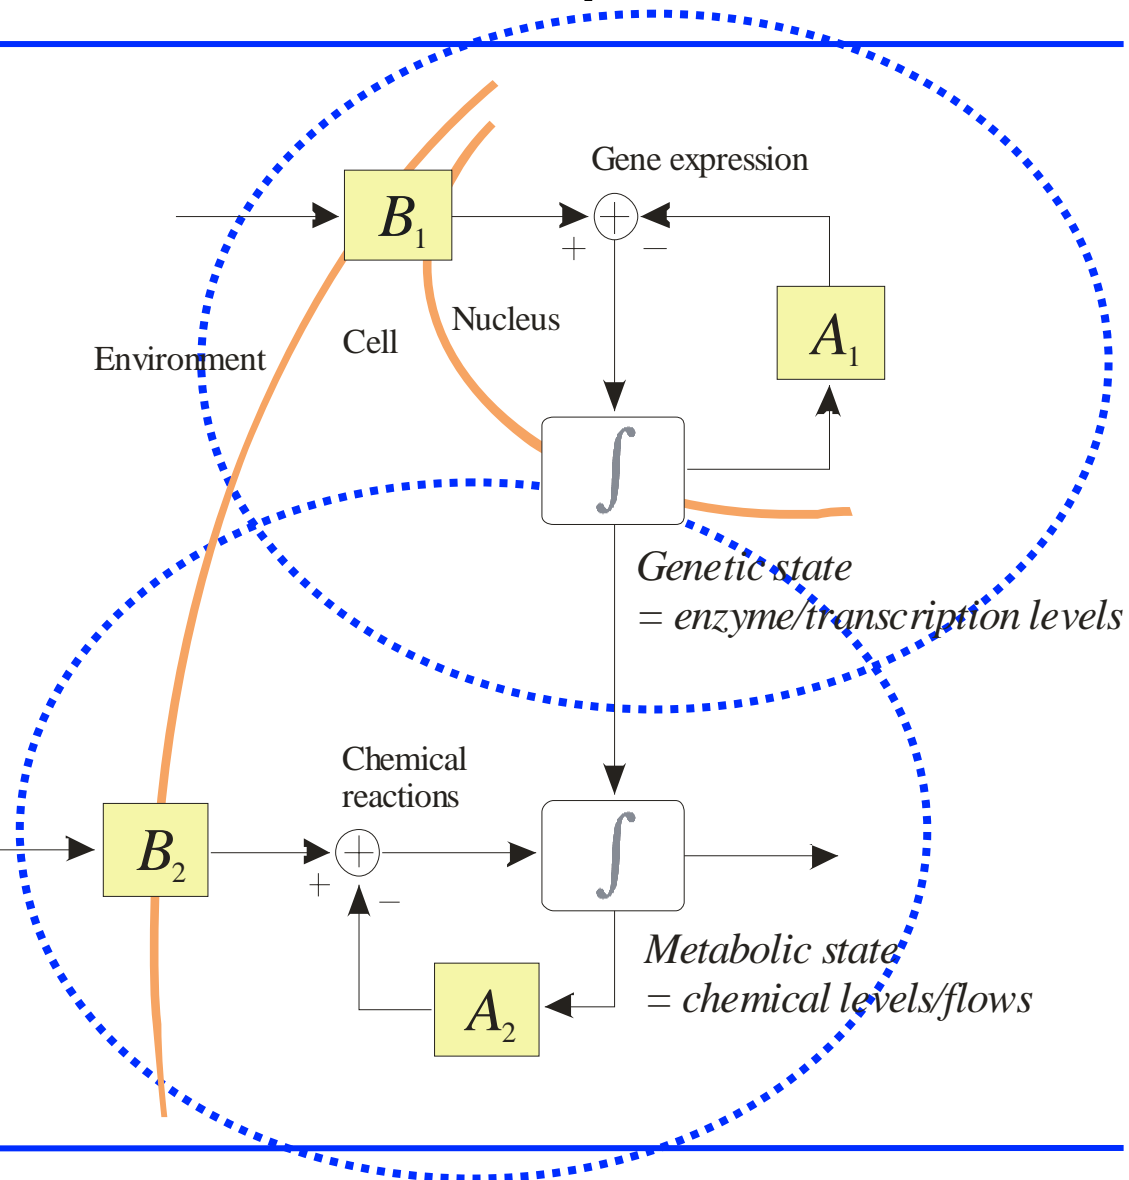 Gene expression
B₁
+
+
−
Nucleus
Cell
Environment
A₁
∫
Genetic state
= enzyme/transcription levels
Chemical
reactions
B₂
+
+
−
∫
Metabolic state
= chemical levels/flows
A₂